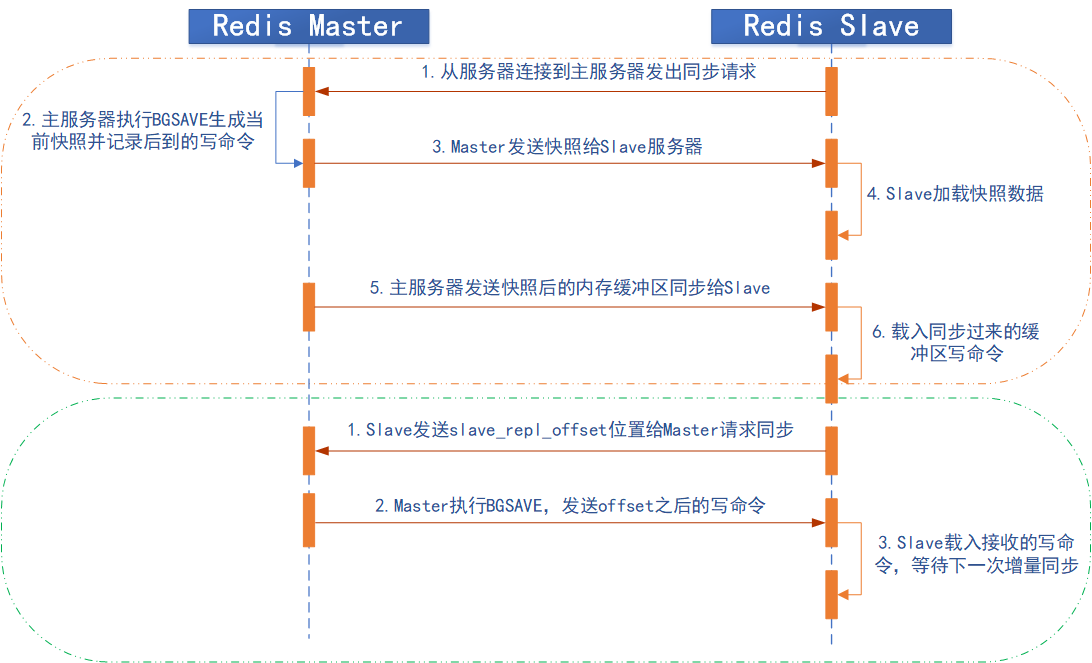 Redis Master
Redis Slave
1.从服务器连接到主服务器发出同步请求
2.主服务器执行BGSAVE生成当
前快照并记录后到的写命令
3.Master发送快照给Slave服务器
4.Slave加载快照数据
5.主服务器发送快照后的内存缓冲区同步给Slave
6.载入同步过来的缓
冲区写命令
1.Slave发送slave_repl_offset位置给Master请求同步
2.Master执行BGSAVE，发送offset之后的写命令
3.Slave载入接收的写命
令，等待下一次增量同步